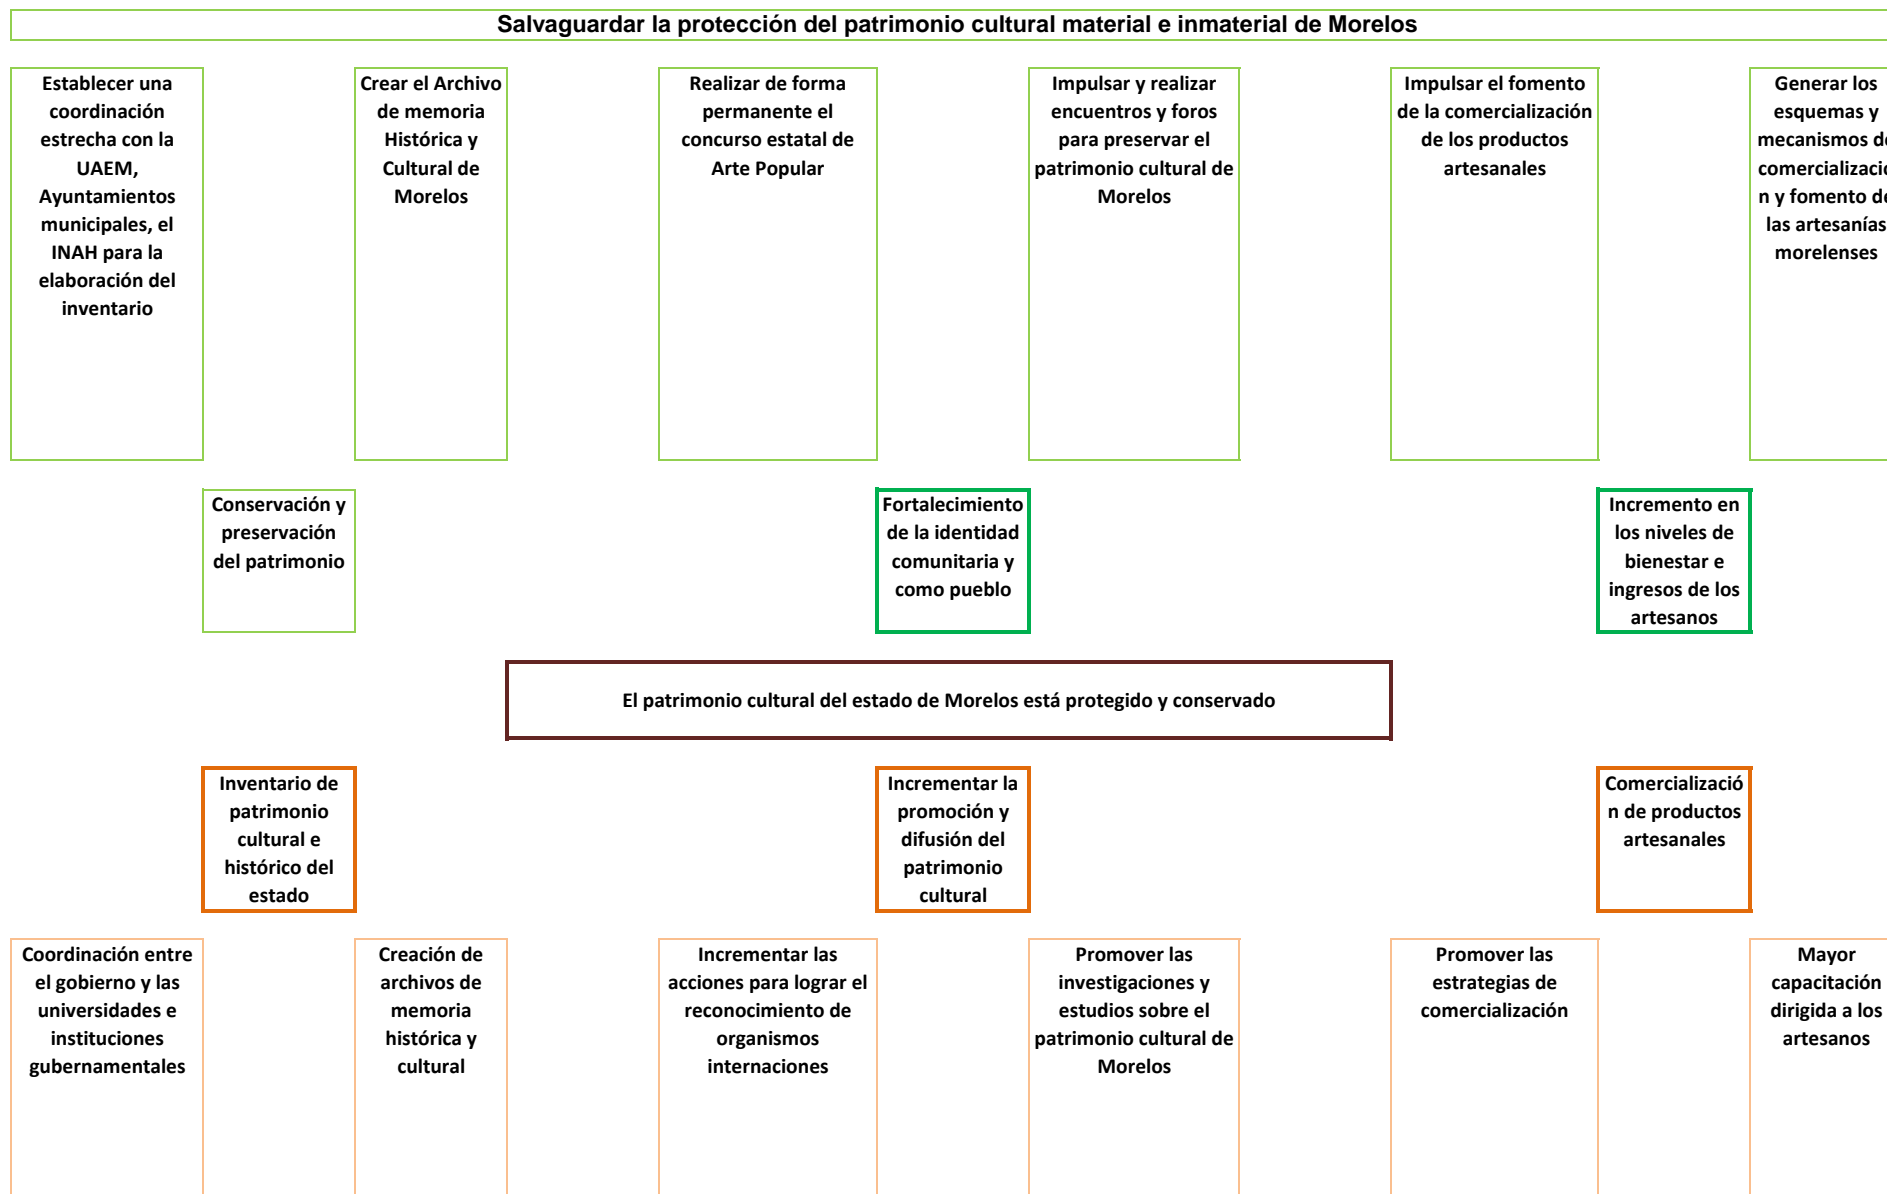 Salvaguardar la protección del patrimonio cultural material e inmaterial de Morelos
Establecer una
coordinación
estrecha con la
UAEM,
Ayuntamientos
municipales, el
INAH para la
elaboración del
inventario
Crear el Archivo
de memoria
Histórica y
Cultural de
Morelos
Realizar de forma
permanente el
concurso estatal de
Arte Popular
Impulsar y realizar
encuentros y foros
para preservar el
patrimonio cultural de
Morelos
Impulsar el fomento
de la comercialización
de los productos
artesanales
Generar los
esquemas y
mecanismos de
comercializació
n y fomento de
las artesanías
morelenses
Conservación y
preservación
del patrimonio
Fortalecimiento
de la identidad
comunitaria y
como pueblo
Incremento en
los niveles de
bienestar e
ingresos de los
artesanos
El patrimonio cultural del estado de Morelos está protegido y conservado
Inventario de
patrimonio
cultural e
histórico del
estado
Incrementar la
promoción y
difusión del
patrimonio
cultural
Comercializació
n de productos
artesanales
Coordinación entre
el gobierno y las
universidades e
instituciones
gubernamentales
Creación de
archivos de
memoria
histórica y
cultural
Incrementar las
acciones para lograr el
reconocimiento de
organismos
internaciones
Promover las
investigaciones y
estudios sobre el
patrimonio cultural de
Morelos
Promover las
estrategias de
comercialización
Mayor
capacitación
dirigida a los
artesanos